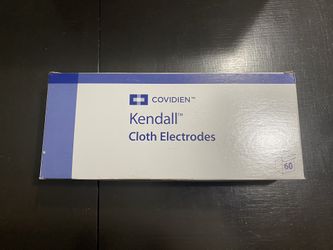 COVIDIEN™
Kendall™
Cloth Electrodes
60